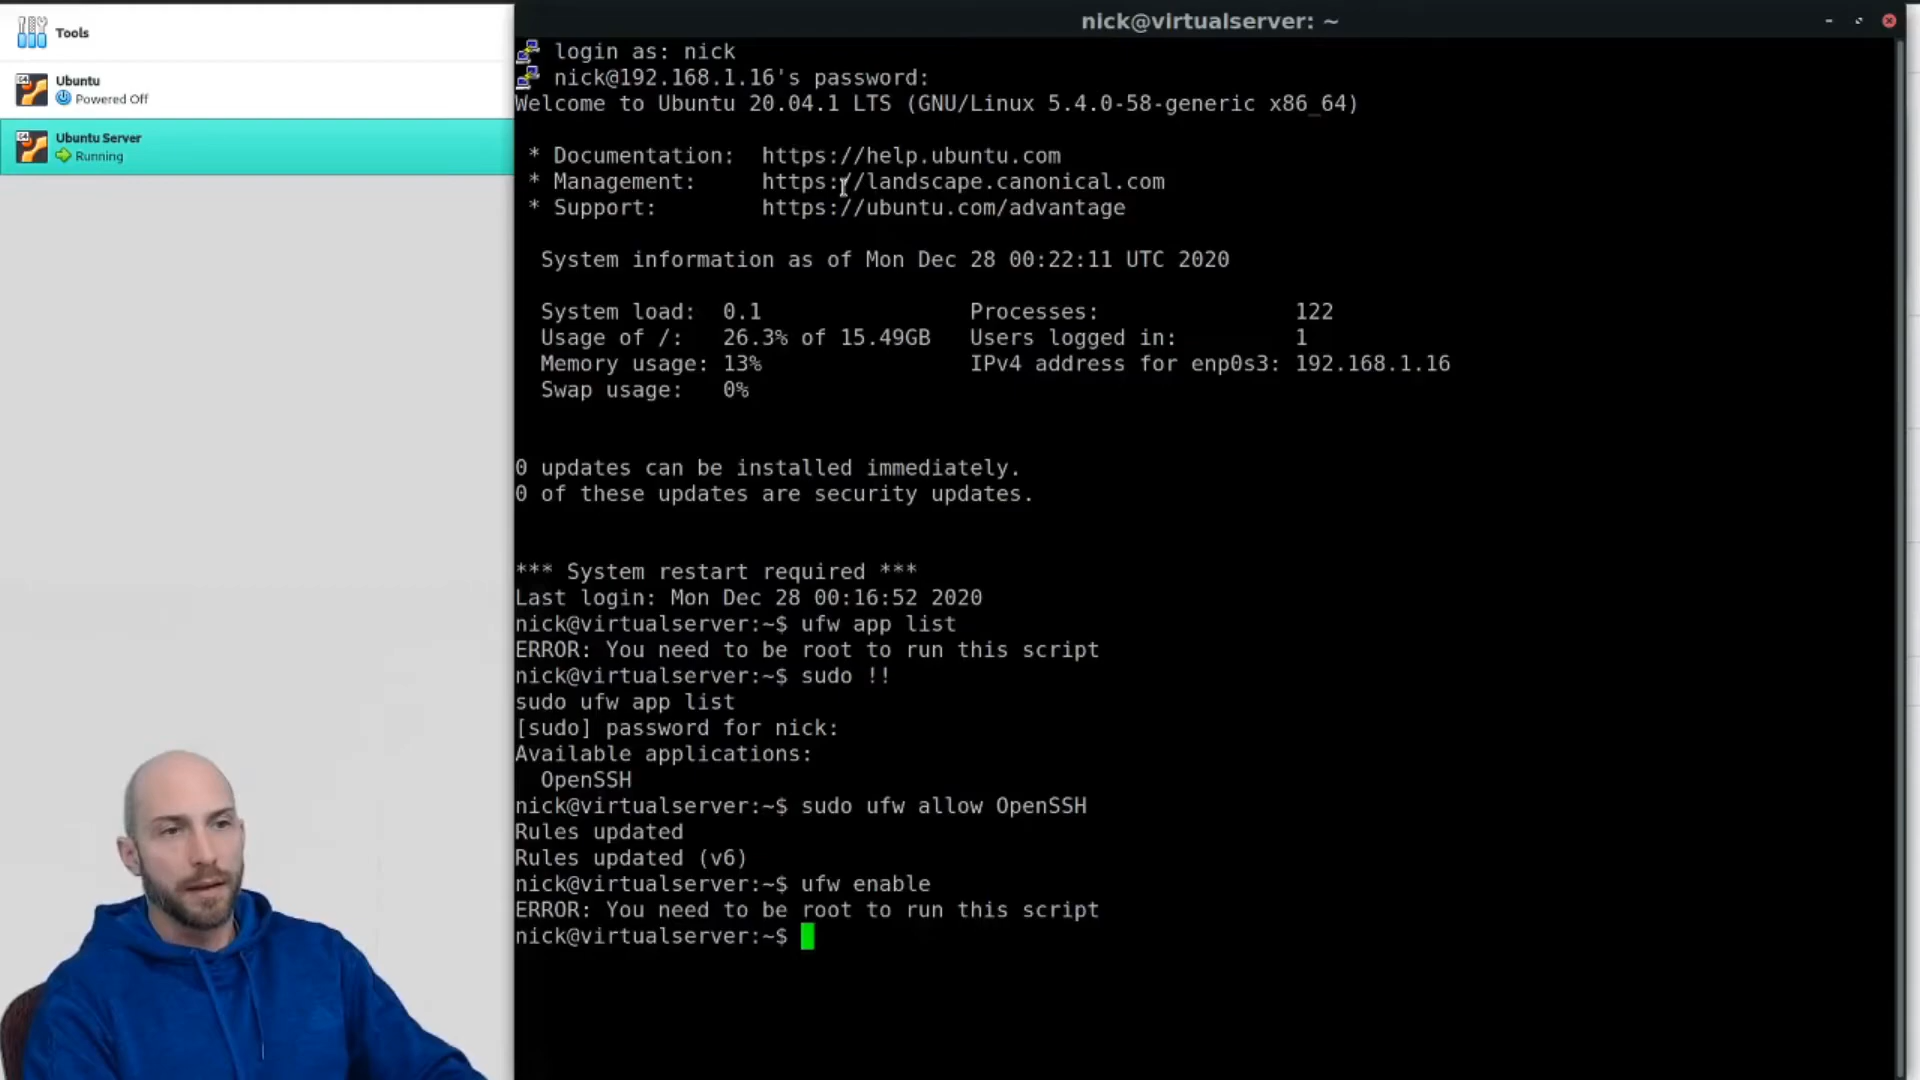 Tools
Ubuntu
Powered Off
Ubuntu Server
Running
nick@virtualserver: ~
login as: nick
nick@192.168.1.16's password:
Welcome to Ubuntu 20.04.1 LTS (GNU/Linux 5.4.0-58-generic x86_64)
* Documentation: https://help.ubuntu.com
* Management: https://landscape.canonical.com
* Support: https://ubuntu.com/advantage
System information as of Mon Dec 28 00:22:11 UTC 2020
System load: 0.1 Processes: 122
Usage of /: 26.3% of 15.49GB Users logged in: 1
Memory usage: 13% IPv4 address for enp0s3: 192.168.1.16
Swap usage: 0%
0 updates can be installed immediately.
0 of these updates are security updates.
*** System restart required ***
Last login: Mon Dec 28 00:16:52 2020
nick@virtualserver:~$ ufw app list
ERROR: You need to be root to run this script
nick@virtualserver:~$ sudo !!
sudo ufw app list
[sudo] password for nick:
Available applications:
OpenSSH
nick@virtualserver:~$ sudo ufw allow OpenSSH
Rules updated
Rules updated (v6)
nick@virtualserver:~$ ufw enable
ERROR: You need to be root to run this script
nick@virtualserver:~$